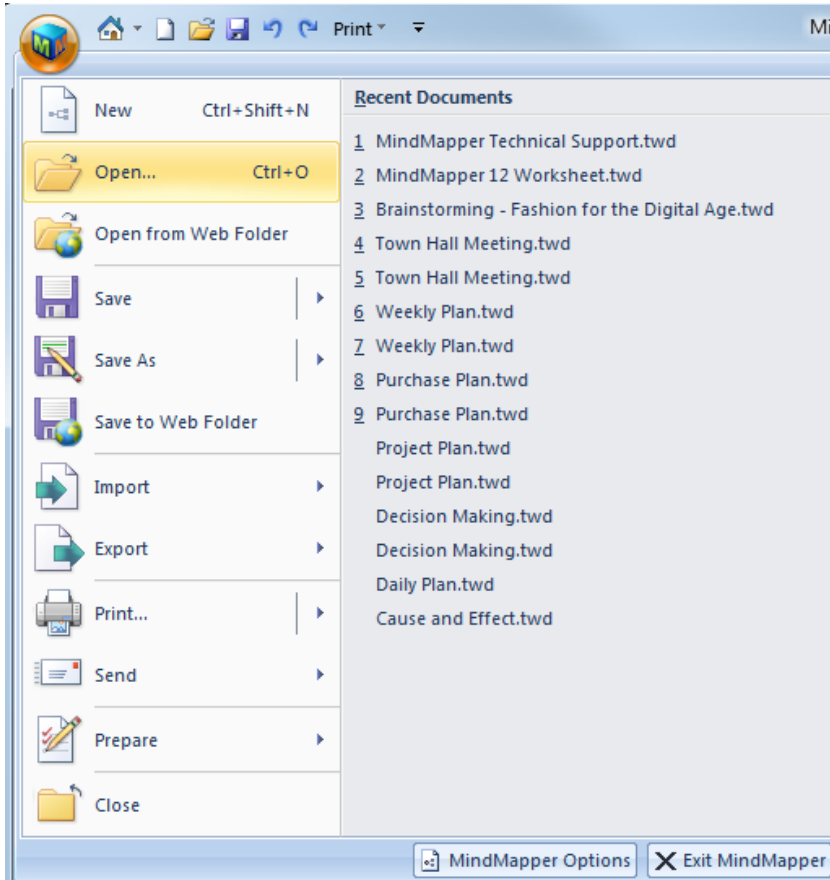 Print
Mi
New Ctrl+Shift+N
Open... Ctrl+O
Open from Web Folder
Save
Save As
Save to Web Folder
Import
Export
Print...
Send
Prepare
Close
Recent Documents
1 MindMapper Technical Support.twd
2 MindMapper 12 Worksheet.twd
3 Brainstorming - Fashion for the Digital Age.twd
4 Town Hall Meeting.twd
5 Town Hall Meeting.twd
6 Weekly Plan.twd
7 Weekly Plan.twd
8 Purchase Plan.twd
9 Purchase Plan.twd
Project Plan.twd
Project Plan.twd
Decision Making.twd
Decision Making.twd
Daily Plan.twd
Cause and Effect.twd
MindMapper Options
Exit MindMapper